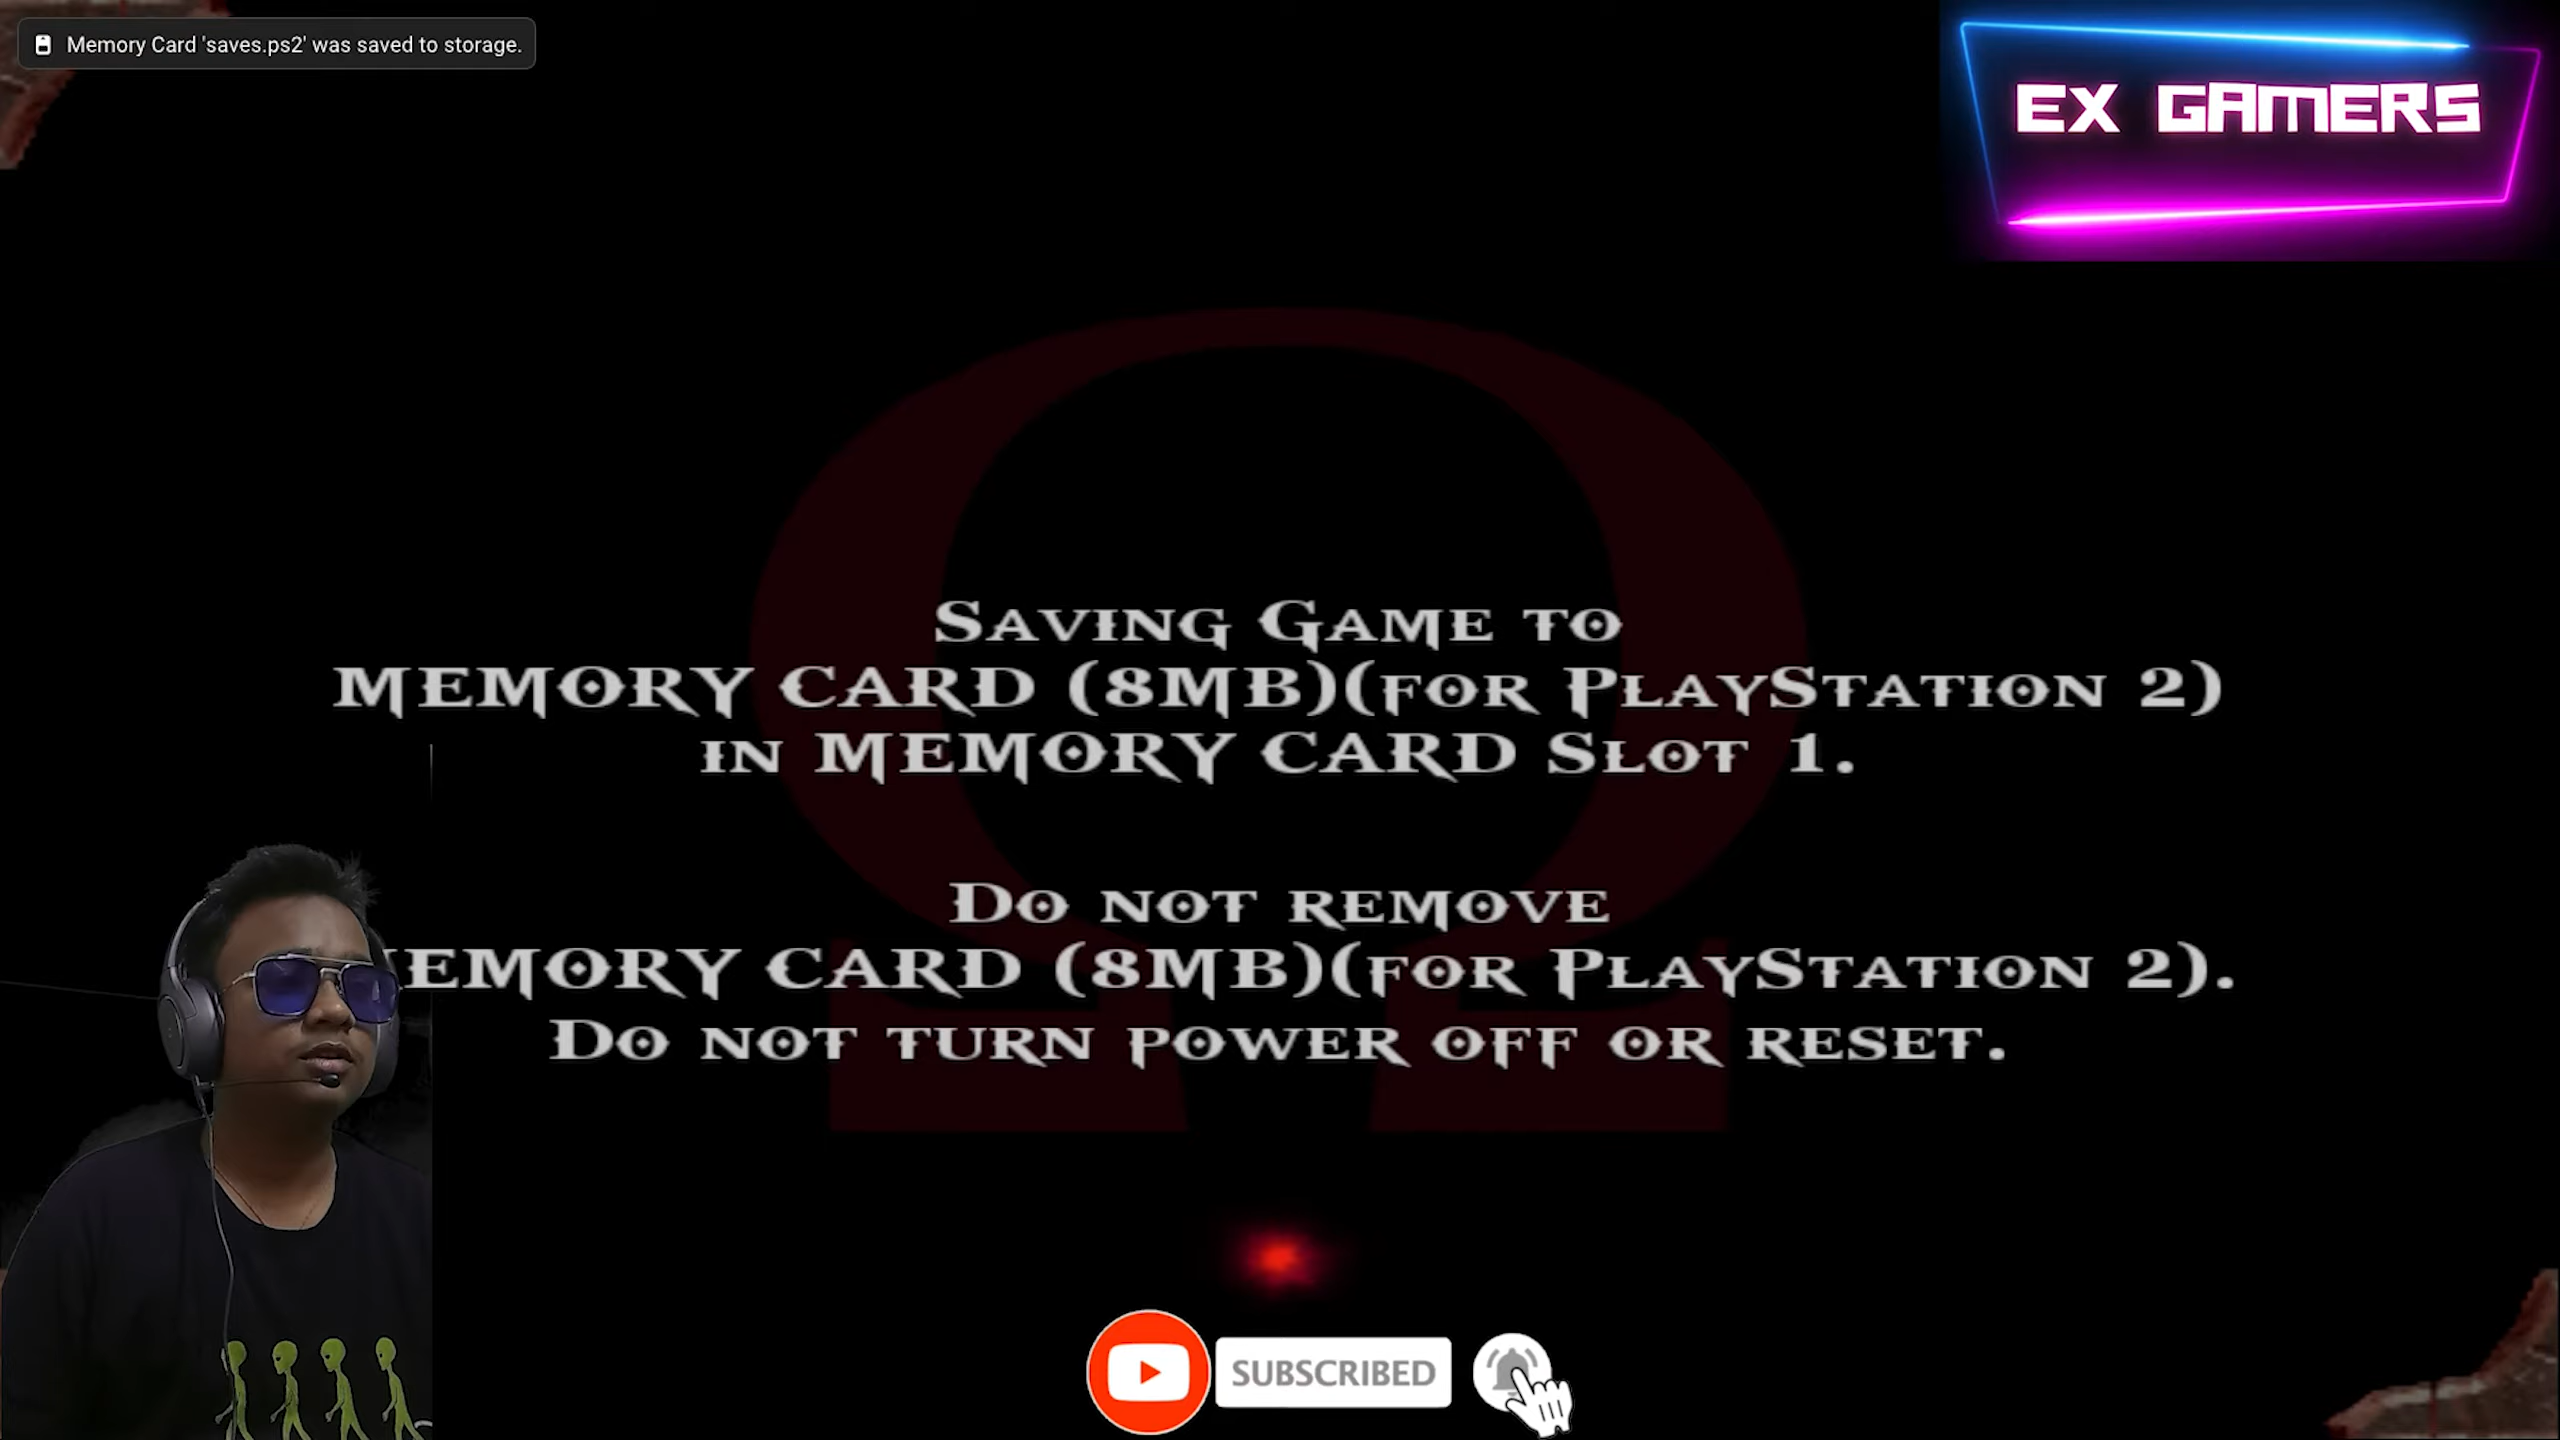 Memory Card 'saves.ps2' was saved to storage.
EX GAMERS
Saving Game to
MEMORY CARD (8MB)(for PlayStation 2)
in MEMORY CARD Slot 1.
Do not remove
EMORY CARD (8MB)(for PlayStation 2).
Do not turn power off or reset.
SUBSCRIBED